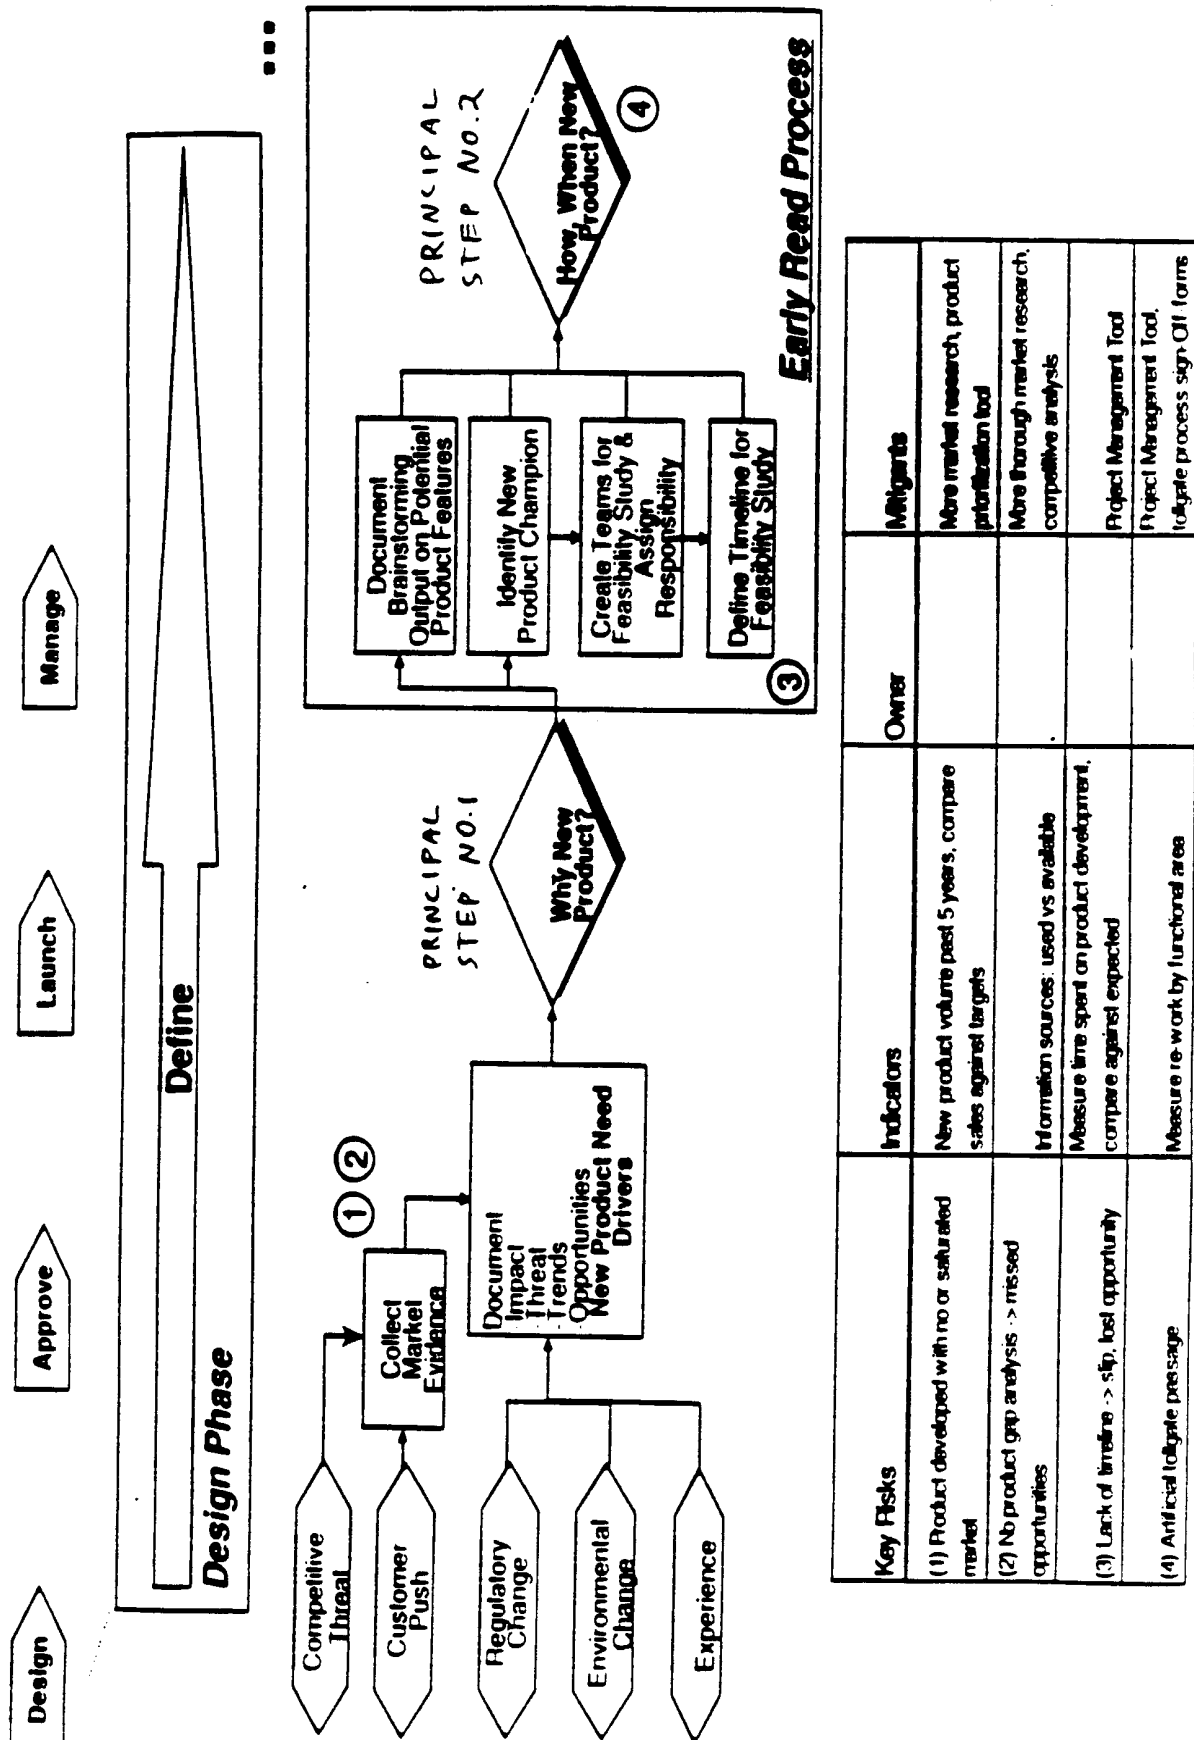 Design
Approve
Launch
Manage
Define
Design Phase
Competitive
Threat
Customer
Push
Regulatory
Change
Environmental
Change
Experience
Collect
Market
Evidence
1 2
Document
Impact
Threat
Trends
Opportunities
New Product Need
Drivers
PRINCIPAL
STEP NO.1
Why New
Product?
Document
Brainstorming
Output on Potential
Product Features
Identify New
Product Champion
Create Teams for
Feasibility Study &
Assign
Responsibility
Define Timeline for
Feasibility Study
3
PRINCIPAL
STEP NO.2
How, When New
Product?
4
Early Read Process
Key Risks Indicators Owner Mitigants
(1) Product developed with no or saturated
market
New product volume past 5 years, compare
sales against targets
More market research, product
prioritization tool
(2) No product gap analysis -> missed
opportunities
Information sources: used vs available
More thorough market research,
competitive analysis
(3) Lack of timeline -> slip, lost opportunity
Measure time spent on product development,
compare against expected
Project Management Tool
(4) Artificial tollgate passage
Measure re-work by functional area
Project Management Tool,
tollgate process sign-Off forms